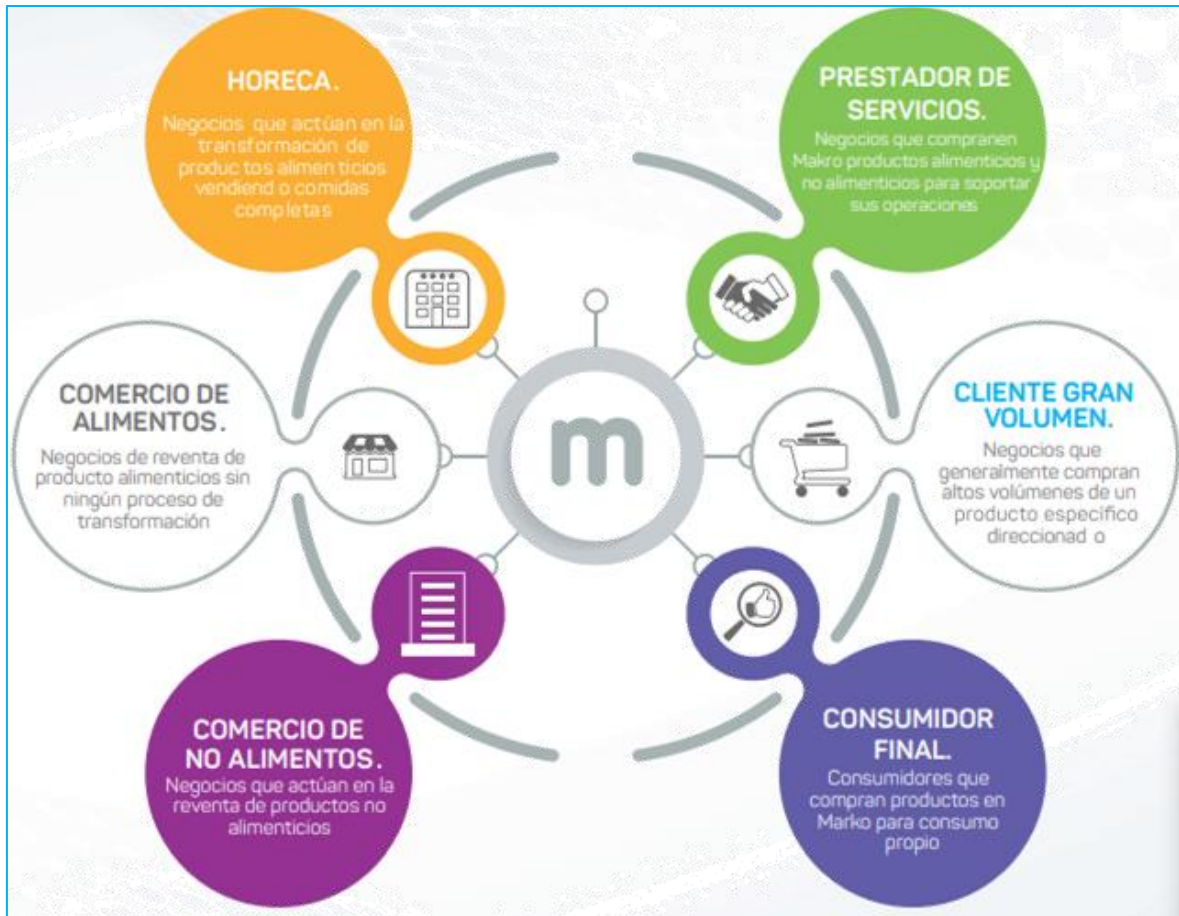 HORECA.
Negocios que actúan en la
transformación de
produc tos alimen ticios
vendiend o comidas
completas
PRESTADOR DE
SERVICIOS.
Negocios que compranen
Makro productos alimenticios y
no alimenticios para soportar
sus operaciones
COMERCIO DE
ALIMENTOS.
Negocios de reventa de
producto alimenticios sin
ningún proceso de
transformación
m
CLIENTE GRAN
VOLUMEN.
Negocios que
generalmente compran
altos volúmenes de un
producto específico
direccionad o
COMERCIO DE
NO ALIMENTOS.
Negocios que actúan en la
reventa de productos no
alimenticios
CONSUMIDOR
FINAL.
Consumidores que
compran productos en
Marko para consumo
propio